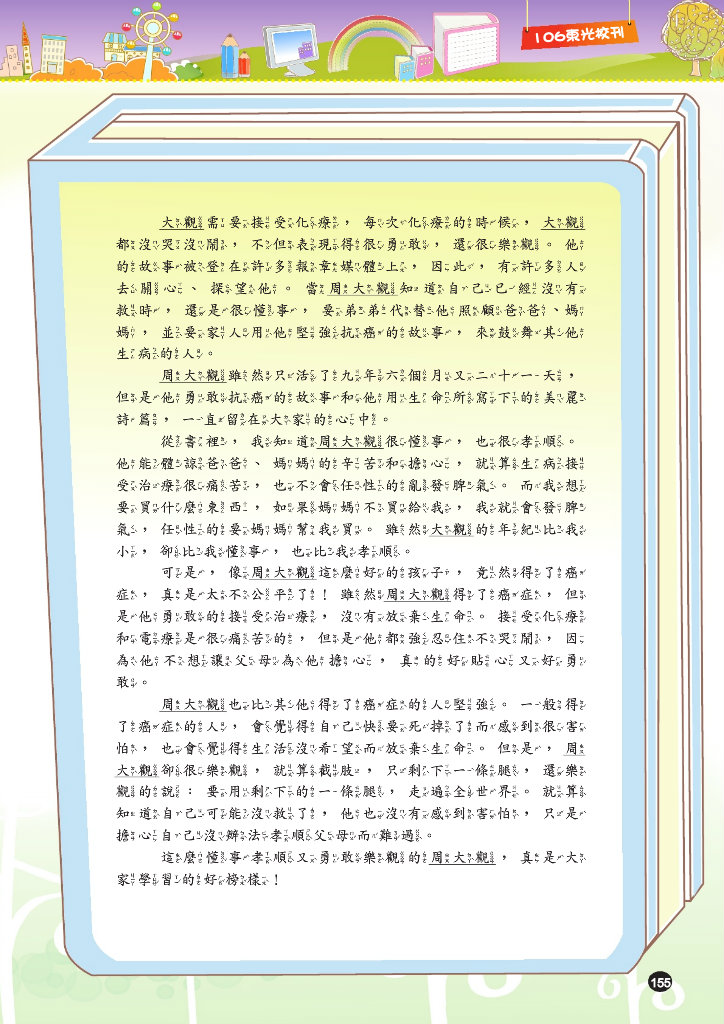 106東光校刊
大觀需要接受化療，每次化療的時候，大觀
都沒哭沒鬧，不但表現得很勇敢，還很樂觀。他
的故事被登在許多報章媒體上，因此，有許多人
去關心、探望他。當周大觀知道自己已經沒有
救時，還是很懂事，要弟弟代替他照顧爸爸、媽
媽，並要家人用他堅強抗癌的故事，來鼓舞其他
生病的人。
周大觀雖然只活了九年六個月又二十一天，
但是他勇敢抗癌的故事和他用生命所寫下的美麗
詩篇，一直留在大家的心中。
從書裡，我知道周大觀很懂事，也很孝順。
他能體諒爸爸、媽媽的辛苦和擔心，就算生病接
受治療很痛苦，也不會任性的亂發脾氣。而我想
要買什麼東西，如果媽媽不買給我，我就會發脾
氣，任性的要媽媽幫我買。雖然大觀的年紀比我
小，卻比我懂事，也比我孝順。
可是，像周大觀這麼好的孩子，竟然得了癌
症，真是太不公平了！雖然周大觀得了癌症，但
是他勇敢的接受治療，沒有放棄生命。接受化療
和電療是很痛苦的，但是他都強忍住不哭鬧，因
為他不想讓父母為他擔心，真的好貼心又好勇
敢。
周大觀也比其他得了癌症的人堅強。一般得
了癌症的人，會覺得自己快要死掉了而感到很害
怕，也會覺得生活沒希望而放棄生命。但是，周
大觀卻很樂觀，就算截肢，只剩下一條腿，還樂
觀的說：要用剩下的一條腿，走遍全世界。就算
知道自己可能沒救了，他也沒有感到害怕，只是
擔心自己沒辦法孝順父母而難過。
這麼懂事孝順又勇敢樂觀的周大觀，真是大
家學習的好榜樣！
155